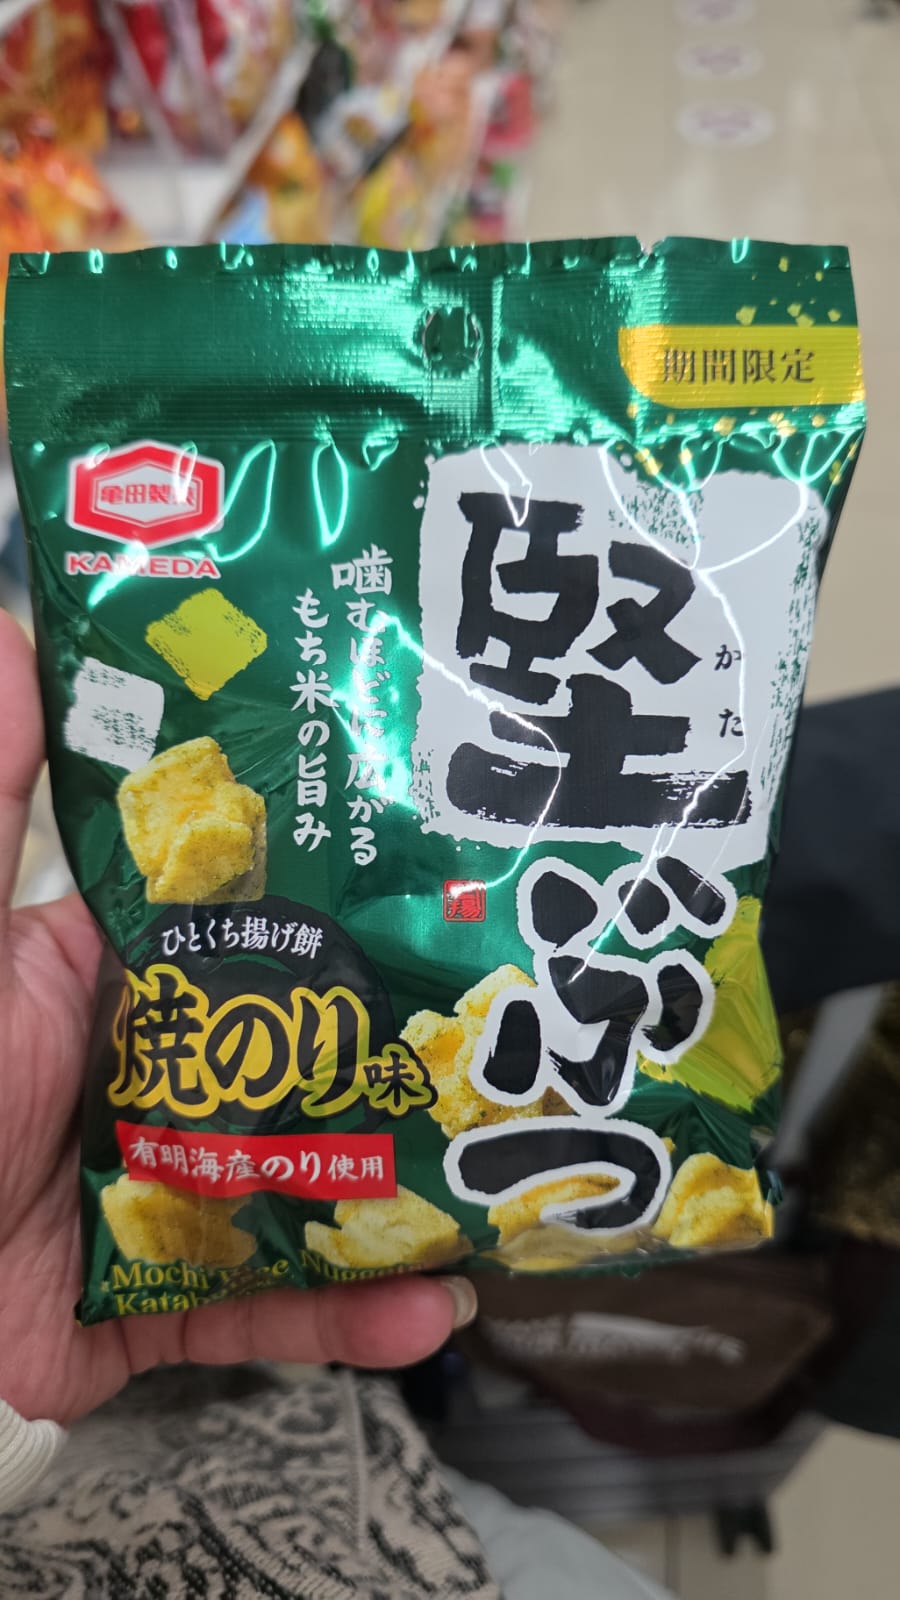 期間限定
亀田製菓
KAMEDA
堅ぶつ
かた
噛むほどに広がる
もち米の旨み
ひとくち揚げ餅
焼のり味
有明海産のり使用
Mochi Rice Nuggets